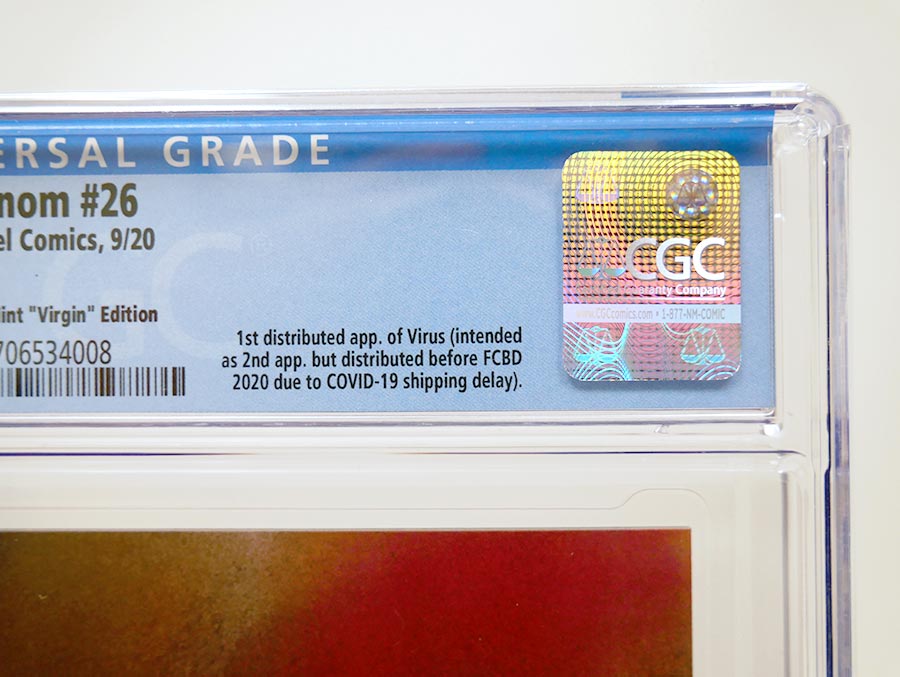 ERSAL GRADE
nom #26
el Comics, 9/20
int "Virgin" Edition
706534008
1st distributed app. of Virus (intended
as 2nd app. but distributed before FCBD
2020 due to COVID-19 shipping delay).
CGC
ranty Company
www.CGCcomics.com • 1-877-NM-COMIC